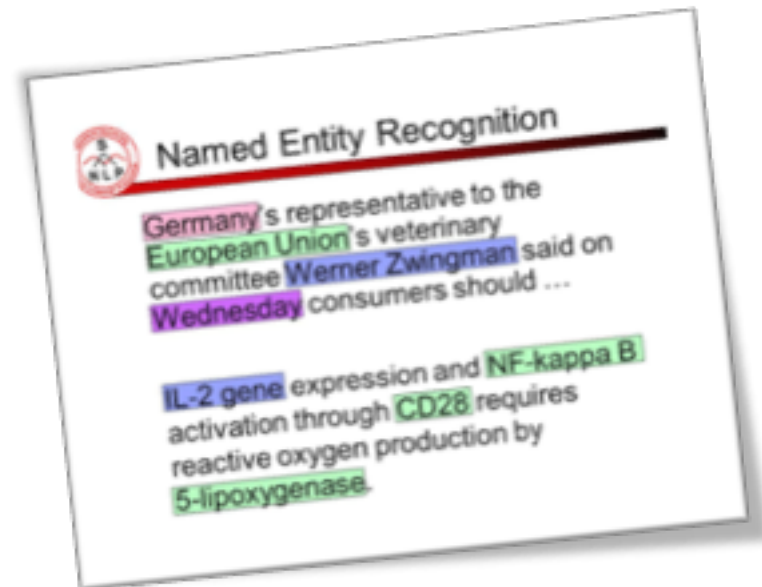 S
N L P
Named Entity Recognition
Germany's representative to the
European Union's veterinary
committee Werner Zwingman said on
Wednesday consumers should ...
IL-2 gene expression and NF-kappa B
activation through CD28 requires
reactive oxygen production by
5-lipoxygenase.